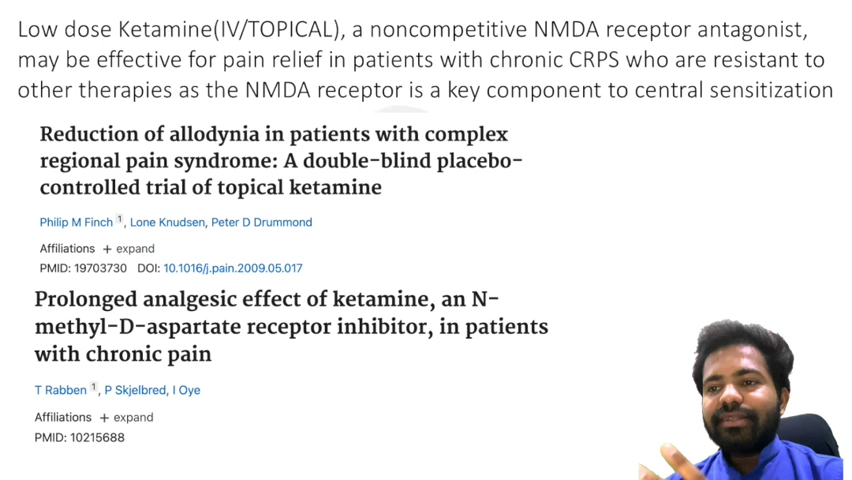 Low dose Ketamine(IV/TOPICAL), a noncompetitive NMDA receptor antagonist,
may be effective for pain relief in patients with chronic CRPS who are resistant to
other therapies as the NMDA receptor is a key component to central sensitization
Reduction of allodynia in patients with complex
regional pain syndrome: A double-blind placebo-
controlled trial of topical ketamine
Philip M Finch 1, Lone Knudsen, Peter D Drummond
Affiliations + expand
PMID: 19703730 DOI: 10.1016/j.pain.2009.05.017
Prolonged analgesic effect of ketamine, an N-
methyl-D-aspartate receptor inhibitor, in patients
with chronic pain
T Rabben 1, P Skjelbred, I Oye
Affiliations + expand
PMID: 10215688